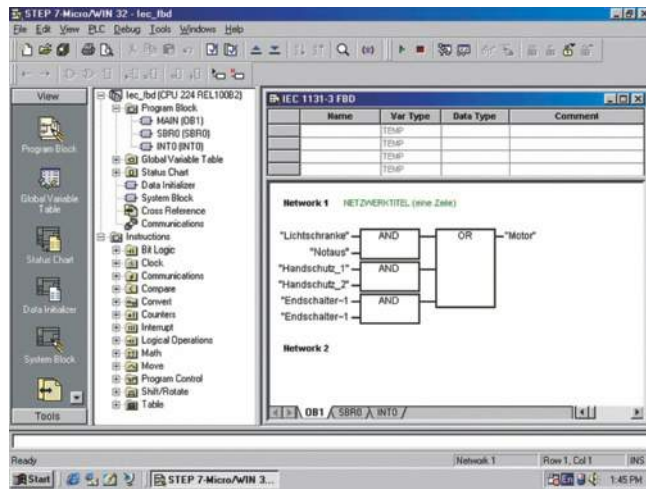 STEP 7-Micro/WIN 32 - Iec_fbd
File Edit View PLC Debug Tools Windows Help
View
Program Block
Global Variable Table
Status Chart
Data Initializer
System Block
Tools
Iec_fbd (CPU 224 REL100B2)
Program Block
MAIN (OB1)
SBR0 (SBR0)
INT0 (INT0)
Global Variable Table
Status Chart
Data Initializer
System Block
Cross Reference
Communications
Instructions
Bit Logic
Clock
Communications
Compare
Convert
Counters
Interrupt
Logical Operations
Math
Move
Program Control
Shift/Rotate
Table
IEC 1131-3 FBD
Name Var Type Data Type Comment
TEMP
TEMP
TEMP
TEMP
Network 1 NETZWERKTITEL (eine Zeile)
"Lichtschranke" AND OR "Motor"
"Notaus"
"Handschutz_1" AND
"Handschutz_2"
"Endschalter~1 AND
"Endschalter~1
Network 2
OB1 SBR0 INT0
Ready Network 1 Row 1, Col 1 INS
Start STEP 7-Micro/WIN 3... En 1:45 PM